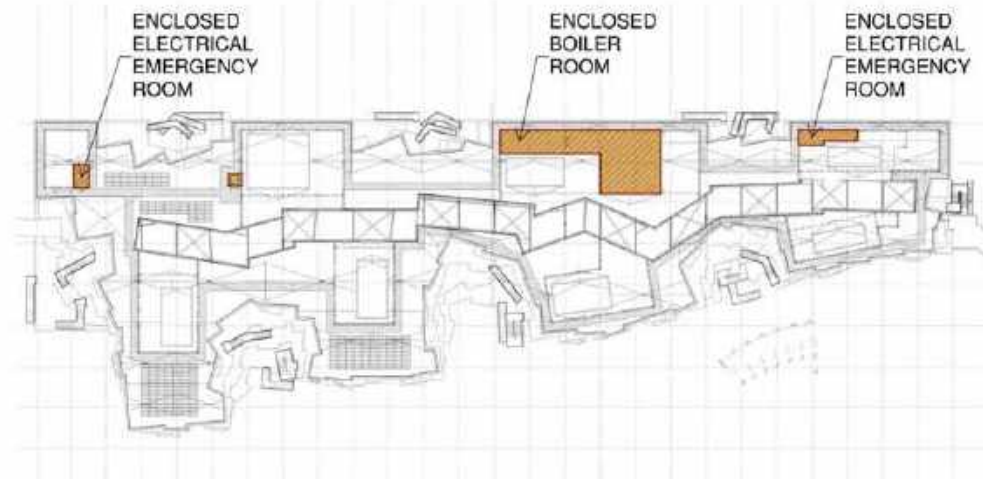 ENCLOSED
ELECTRICAL
EMERGENCY
ROOM
ENCLOSED
BOILER
ROOM
ENCLOSED
ELECTRICAL
EMERGENCY
ROOM